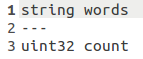 1 string words
2 ---
3 uint32 count